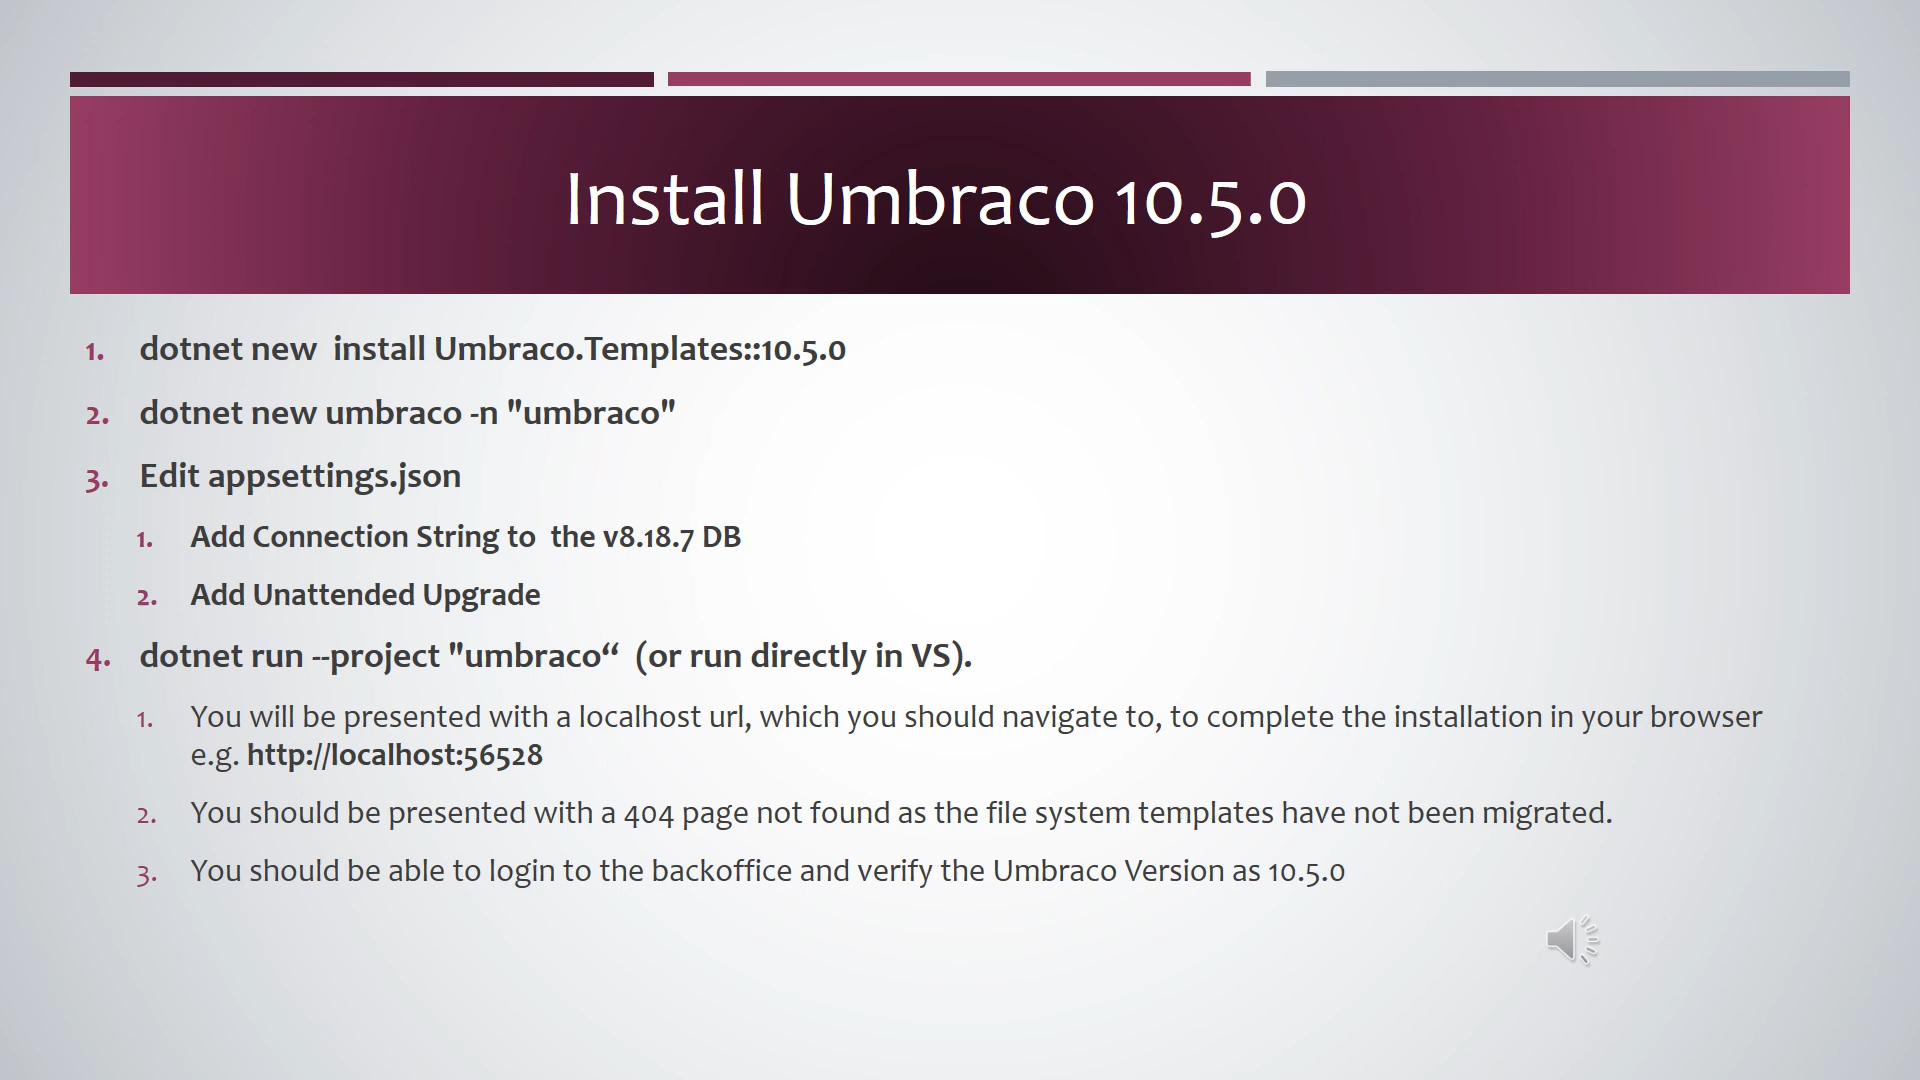 Install Umbraco 10.5.0
1. dotnet new  install Umbraco.Templates::10.5.0
2. dotnet new umbraco -n "umbraco"
3. Edit appsettings.json
1. Add Connection String to  the v8.18.7 DB
2. Add Unattended Upgrade
4. dotnet run --project "umbraco“  (or run directly in VS).
1. You will be presented with a localhost url, which you should navigate to, to complete the installation in your browser
e.g. http://localhost:56528
2. You should be presented with a 404 page not found as the file system templates have not been migrated.
3. You should be able to login to the backoffice and verify the Umbraco Version as 10.5.0